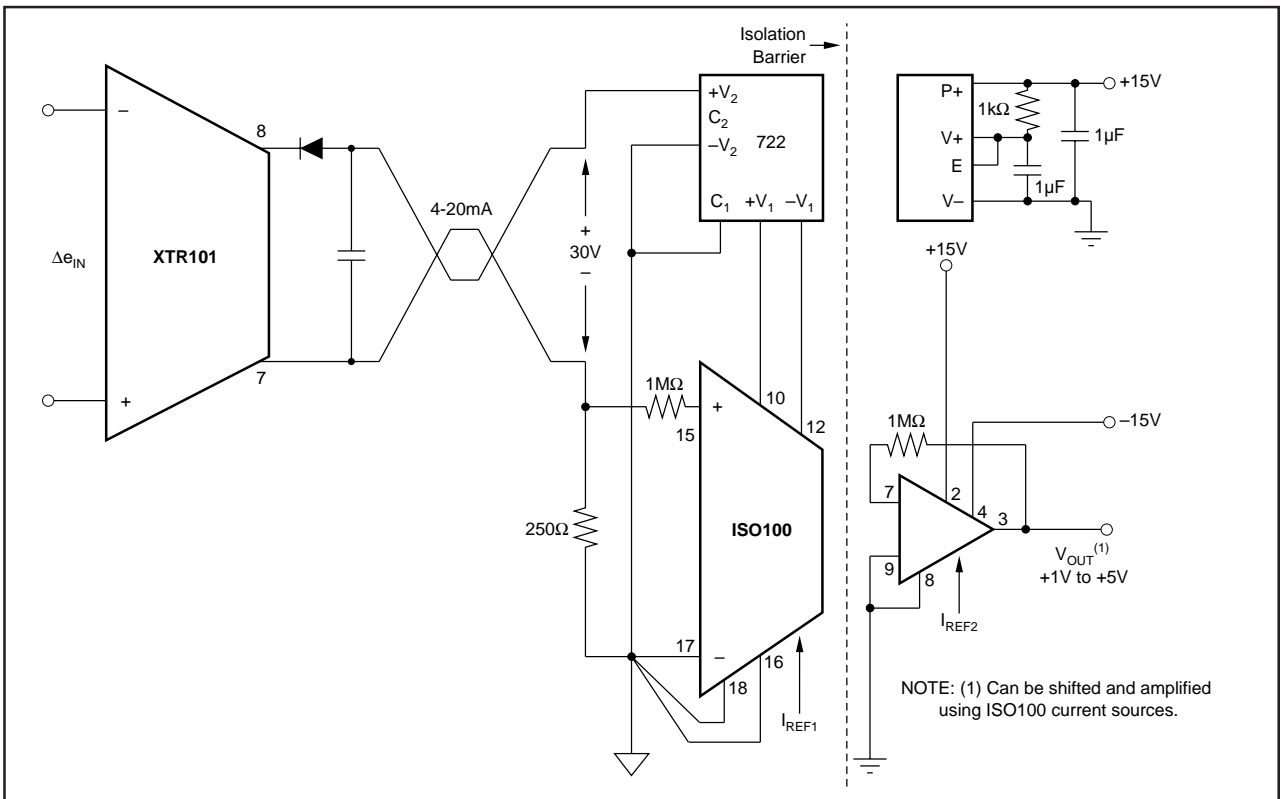 Isolation
Barrier
−
8
ΔeIN
XTR101
+
7
4-20mA
+
30V
−
+V2
C2
−V2
722
C1 +V1 −V1
P+
V+
E
V−
1kΩ
1µF
1µF
+15V
+15V
1MΩ
+
15
10
12
250Ω
ISO100
17
−
18
16
IREF1
1MΩ
−15V
7
2
4
3
9
8
IREF2
VOUT(1)
+1V to +5V
NOTE: (1) Can be shifted and amplified
using ISO100 current sources.